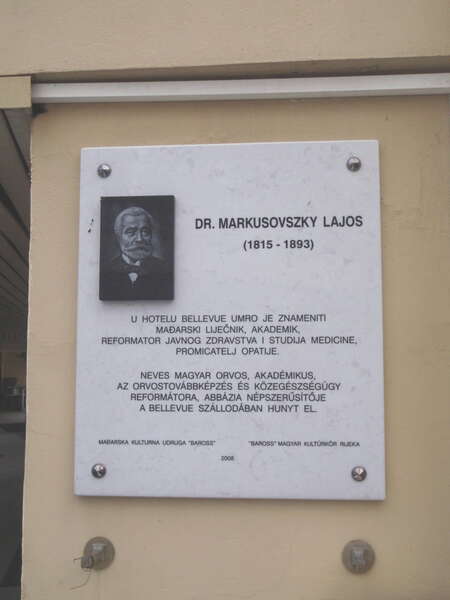 DR. MARKUSOVSZKY LAJOS
(1815 - 1893)
U HOTELU BELLEVUE UMRO JE ZNAMENITI
MAĐARSKI LIJEČNIK, AKADEMIK,
REFORMATOR JAVNOG ZDRAVSTVA I STUDIJA MEDICINE,
PROMICATELJ OPATIJE.
NEVES MAGYAR ORVOS, AKADÉMIKUS,
AZ ORVOSTOVÁBBKÉPZÉS ÉS KÖZEGÉSZSÉGÜGY
REFORMÁTORA, ABBÁZIA NÉPSZERŰSÍTŐJE
A BELLEVUE SZÁLLODÁBAN HUNYT EL.
MAĐARSKA KULTURNA UDRUGA "BAROSS" "BAROSS" MAGYAR KULTÚRKÖR RIJEKA
2008